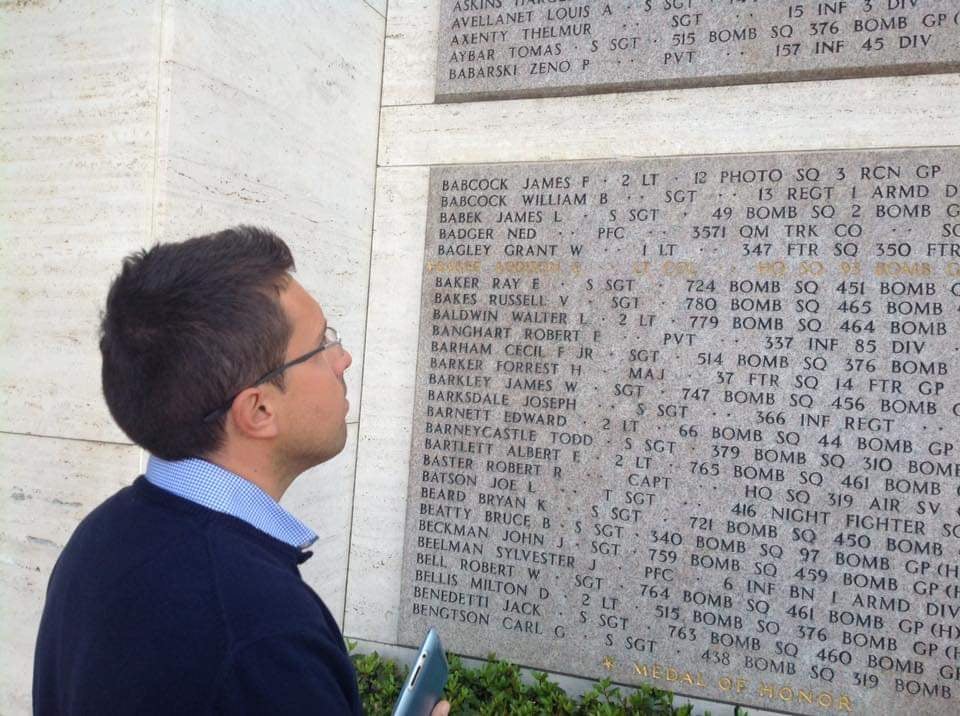 AVELLANET LOUIS A · S SGT
AXENTY THELMUR · SGT · 15 INF 3 DIV
AYBAR TOMAS · S SGT · 515 BOMB SQ 376 BOMB GP
BABARSKI ZENO P · · PVT · · 157 INF 45 DIV
BABCOCK JAMES F · 2 LT · 12 PHOTO SQ 3 RCN GP
BABCOCK WILLIAM B · · SGT · · 13 REGT 1 ARMD D
BABEK JAMES L · S SGT · 49 BOMB SQ 2 BOMB G
BADGER NED · · PFC · · 3571 QM TRK CO · ·
BAGLEY GRANT W · · 1 LT · · 347 FTR SQ 350 FTR
LT COL · · HQ SQ 93 BOMB G
BAKER RAY E · S SGT · 724 BOMB SQ 451 BOMB
BAKES RUSSELL V · SGT · 780 BOMB SQ 465 BOMB
BALDWIN WALTER L · 2 LT · 779 BOMB SQ 464 BOMB
BANGHART ROBERT F · PVT · · 337 INF 85 DIV
BARHAM CECIL F JR · SGT · 514 BOMB SQ 376 BOMB
BARKER FORREST H · MAJ · 37 FTR SQ 14 FTR GP
BARKLEY JAMES W · SGT · 747 BOMB SQ 456 BOMB
BARKSDALE JOSEPH · S SGT · · 366 INF REGT · ·
BARNETT EDWARD · 2 LT · 66 BOMB SQ 44 BOMB GP
BARNEYCASTLE TODD · S SGT · 379 BOMB SQ 310 BOMB
BARTLETT ALBERT E · 2 LT · 765 BOMB SQ 461 BOMB
BASTER ROBERT R · · CAPT · · HQ SQ 319 AIR SV
BATSON JOE L · · T SGT · · 416 NIGHT FIGHTER
BEARD BRYAN K · S SGT · 721 BOMB SQ 450 BOMB
BEATTY BRUCE B · S SGT · 340 BOMB SQ 97 BOMB GP (H
BECKMAN JOHN J · SGT · 759 BOMB SQ 459 BOMB GP (H
BEELMAN SYLVESTER J · PFC · · 6 INF BN 1 ARMD DIV
BELL ROBERT W · SGT · 764 BOMB SQ 461 BOMB GP (H)
BELLIS MILTON D · 2 LT · 515 BOMB SQ 376 BOMB GP (H
BENEDETTI JACK · S SGT · 763 BOMB SQ 460 BOMB
BENGTSON CARL G · S SGT · 438 BOMB SQ 319 BOMB
* MEDAL OF HONOR